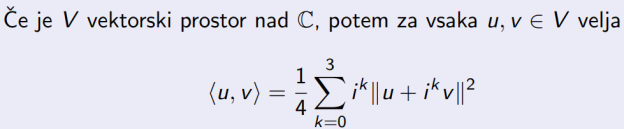 Če je V vektorski prostor nad ℂ, potem za vsaka u, v ∈ V velja
⟨u, v⟩ = 1/4 ∑_{k=0}^{3} i^k ‖u + i^k v‖^2